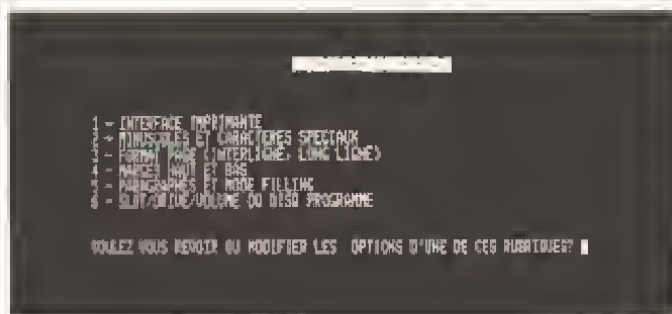 1 - INTERFACE IMPRIMANTE
2 - MINUSCULES ET CARACTERES SPECIAUX
3 - FORMAT PAGE (INTERLIGNE, LONG LIGNE)
4 - MARGES HAUT ET BAS
5 - PARAGRAPHES ET MODE FILLING
6 - SLOT/DRIVE/VOLUME DU DISQ PROGRAMME
VOULEZ VOUS REVOIR OU MODIFIER LES OPTIONS D'UNE DE CES RUBRIQUES?